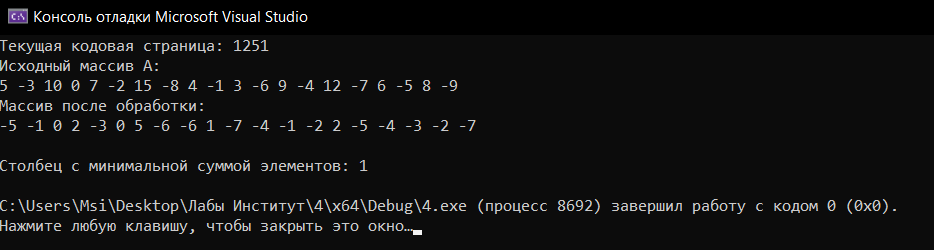 Консоль отладки Microsoft Visual Studio
Текущая кодовая страница: 1251
Исходный массив A:
5 -3 10 0 7 -2 15 -8 4 -1 3 -6 9 -4 12 -7 6 -5 8 -9
Массив после обработки:
-5 -1 0 2 -3 0 5 -6 -6 1 -7 -4 -1 -2 2 -5 -4 -3 -2 -7
Столбец с минимальной суммой элементов: 1
C:\Users\Msi\Desktop\Лабы Институт\4\x64\Debug\4.exe (процесс 8692) завершил работу с кодом 0 (0x0).
Нажмите любую клавишу, чтобы закрыть это окно…